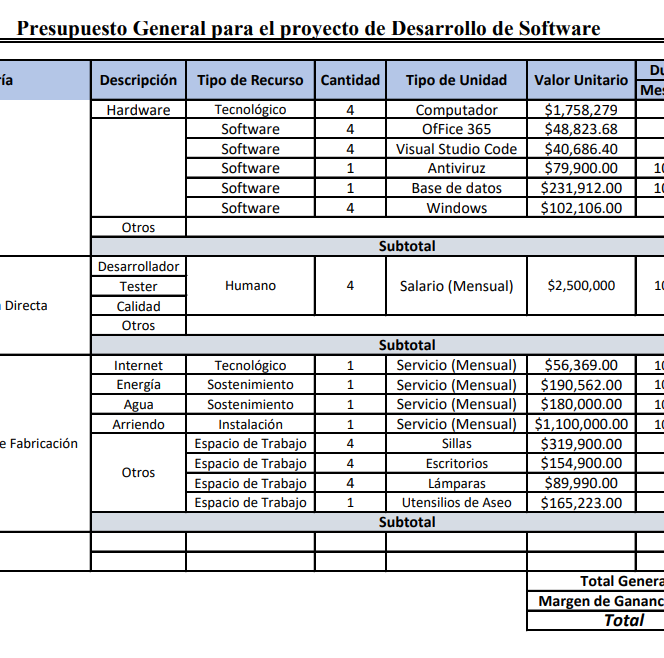 Presupuesto General para el proyecto de Desarrollo de Software
ía Descripción Tipo de Recurso Cantidad Tipo de Unidad Valor Unitario Du
Mes
Hardware Tecnológico 4 Computador $1,758,279
Software 4 OfFice 365 $48,823.68
Software 4 Visual Studio Code $40,686.40
Software 1 Antiviruz $79,900.00 10
Software 1 Base de datos $231,912.00 10
Software 4 Windows $102,106.00
Otros
Subtotal
Desarrollador
Tester Humano 4 Salario (Mensual) $2,500,000 10
Directa Calidad
Otros
Subtotal
Internet Tecnológico 1 Servicio (Mensual) $56,369.00 10
Energía Sostenimiento 1 Servicio (Mensual) $190,562.00 10
Agua Sostenimiento 1 Servicio (Mensual) $180,000.00 10
Arriendo Instalación 1 Servicio (Mensual) $1,100,000.00 10
e Fabricación Espacio de Trabajo 4 Sillas $319,900.00
Espacio de Trabajo 4 Escritorios $154,900.00
Otros Espacio de Trabajo 4 Lámparas $89,990.00
Espacio de Trabajo 1 Utensilios de Aseo $165,223.00
Subtotal
Total Genera
Margen de Gananc
Total